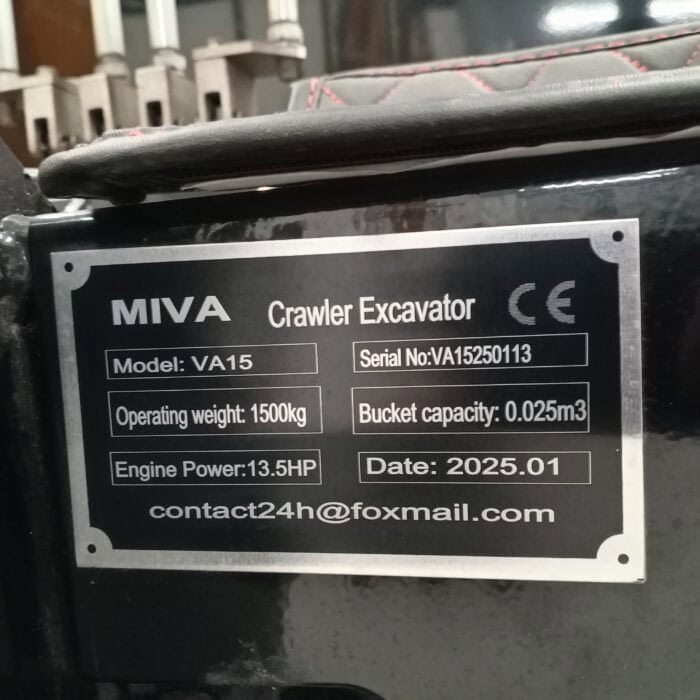 MIVA Crawler Excavator CE
Model: VA15 Serial No:VA15250113
Operating weight: 1500kg Bucket capacity: 0.025m3
Engine Power:13.5HP Date: 2025.01
contact24h@foxmail.com